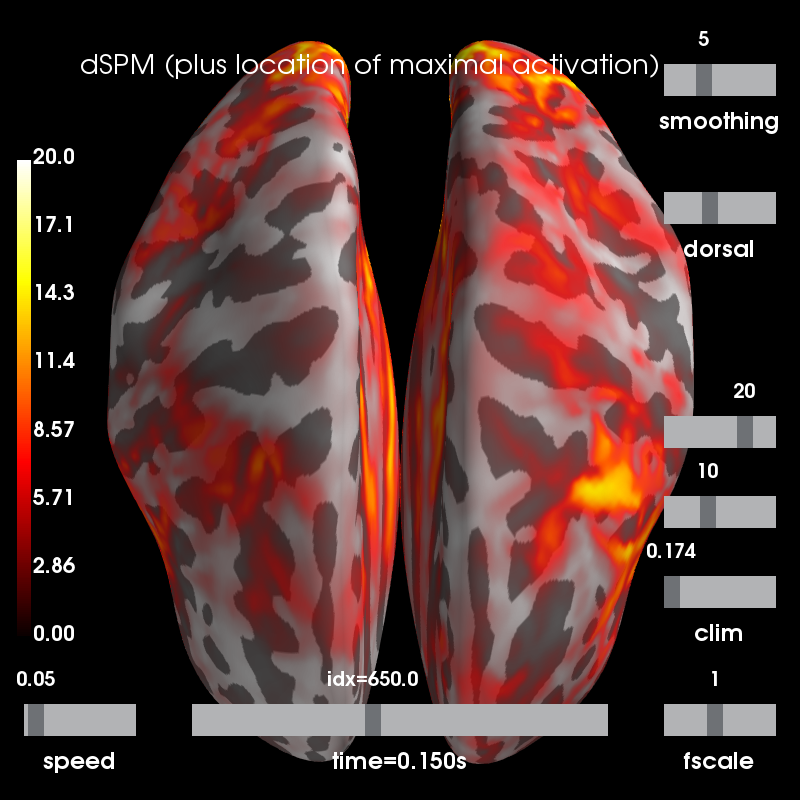 5
dSPM (plus location of maximal activation)
smoothing
20.0
17.1
dorsal
14.3
11.4
20
8.57
10
5.71
0.174
2.86
0.00
clim
0.05
idx=650.0
1
speed
time=0.150s
fscale